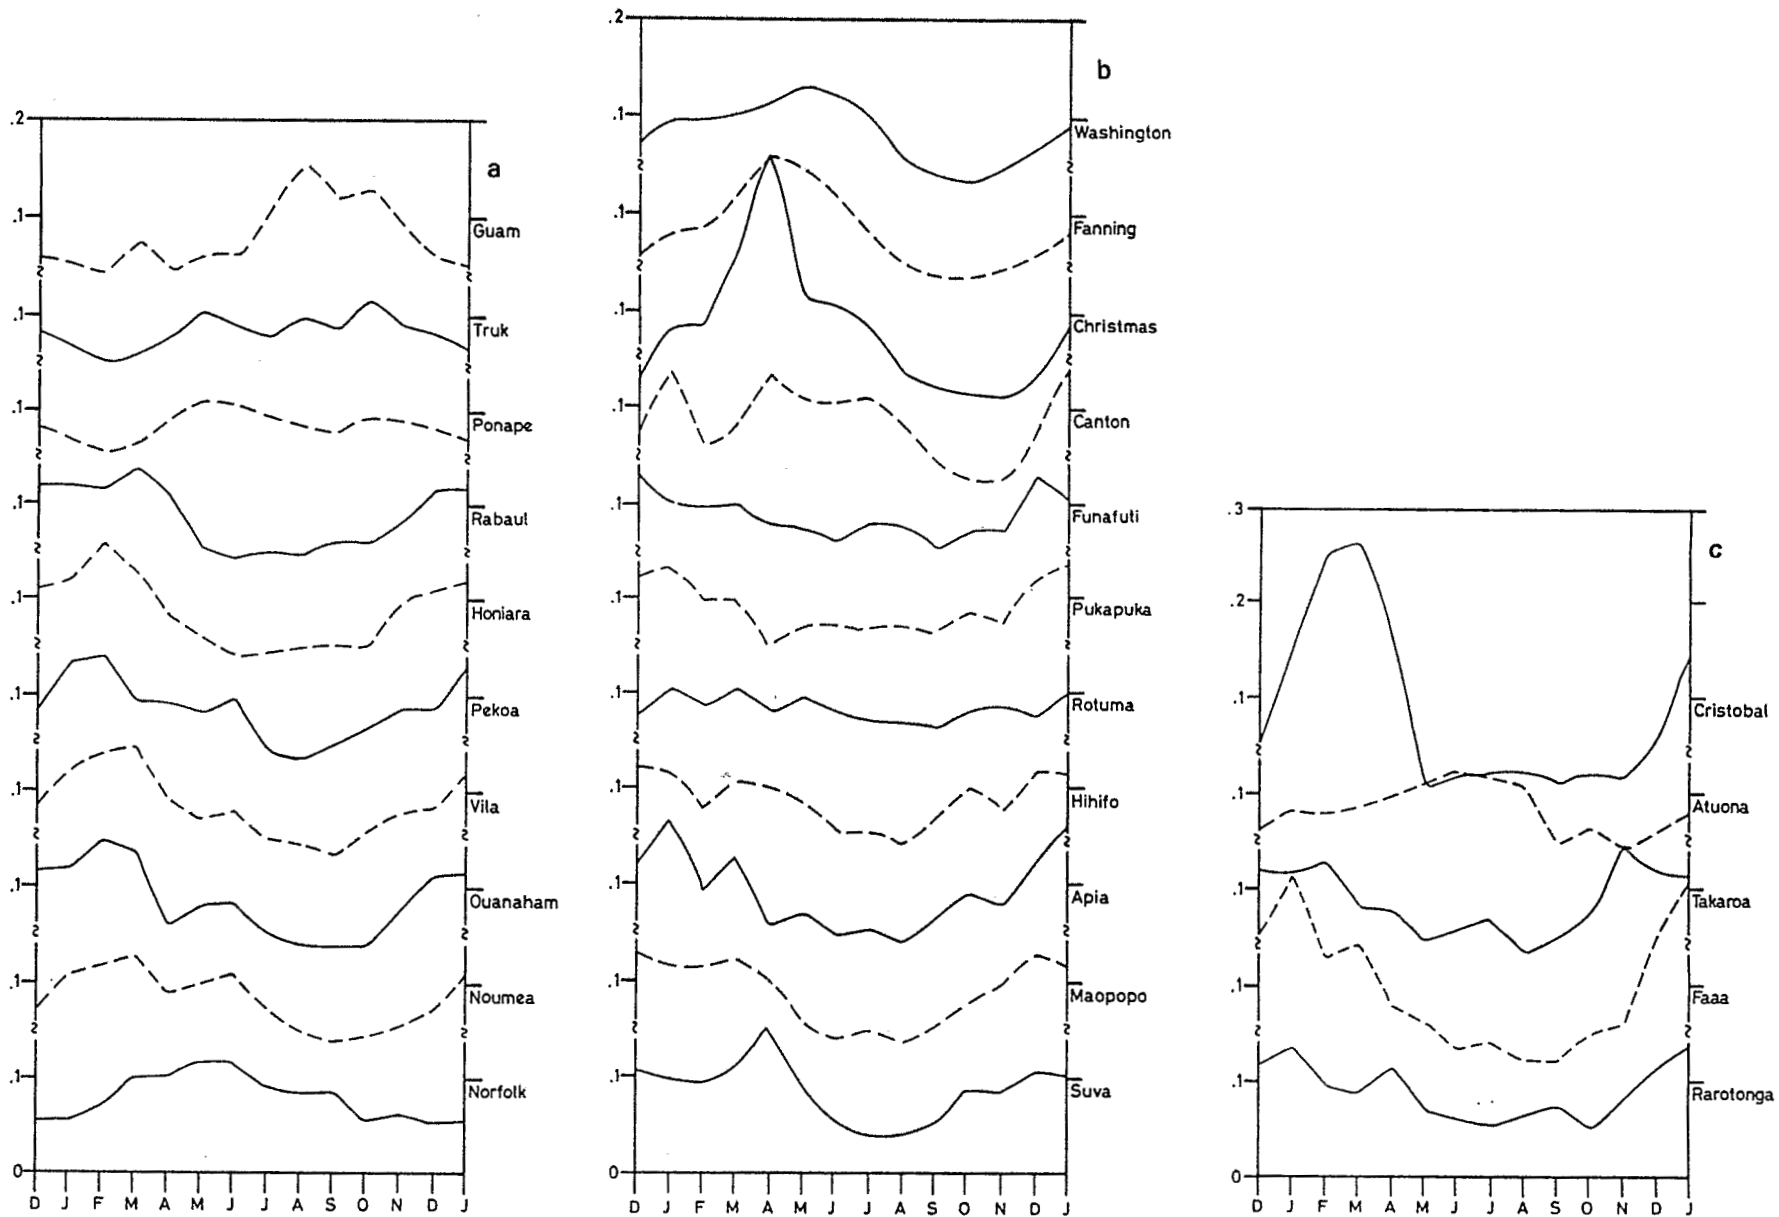 .2
a
.1
Guam
.1
Truk
.1
Ponape
.1
Rabaul
.1
Honiara
.1
Pekoa
.1
Vila
.1
Ouanaham
.1
Noumea
.1
Norfolk
0
D J F M A M J J A S O N D J
.2
b
.1
Washington
.1
Fanning
.1
Christmas
.1
Canton
.1
Funafuti
.1
Pukapuka
.1
Rotuma
.1
Hihifo
.1
Apia
.1
Maopopo
.1
Suva
0
D J F M A M J J A S O N D J
.3
c
.2
.1
Cristobal
.1
Atuona
.1
Takaroa
.1
Faaa
.1
Rarotonga
0
D J F M A M J J A S O N D J